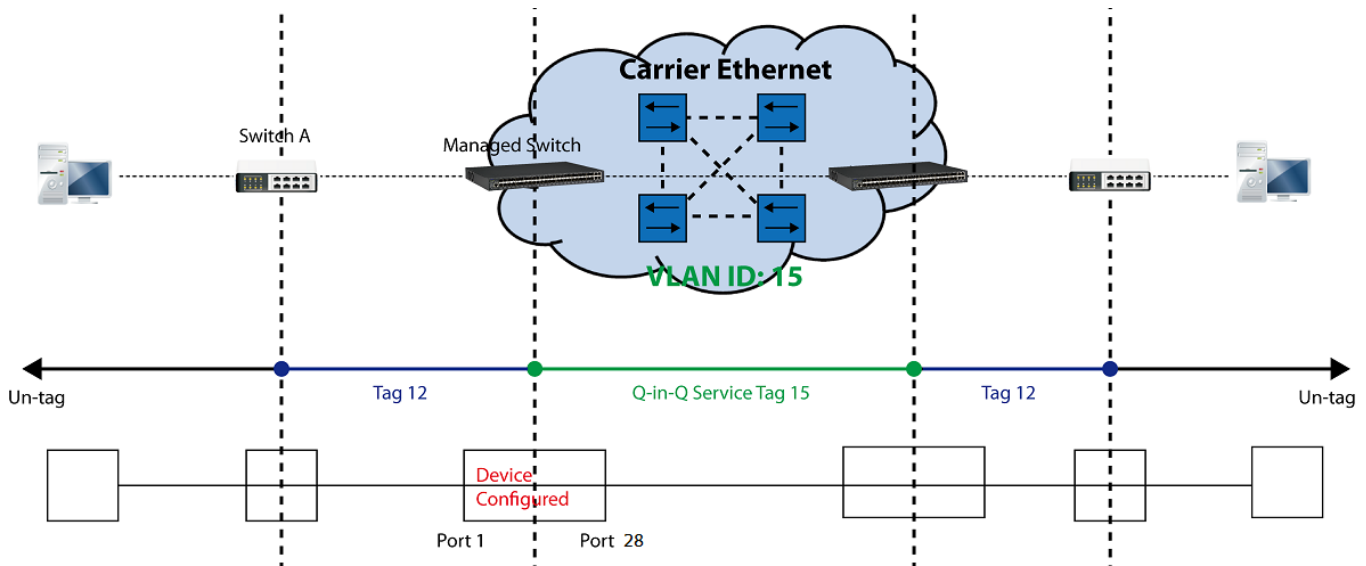 Carrier Ethernet
Switch A
Managed Switch
VLAN ID: 15
Un-tag
Tag 12
Q-in-Q Service Tag 15
Tag 12
Un-tag
Device
Configured
Port 1
Port 28